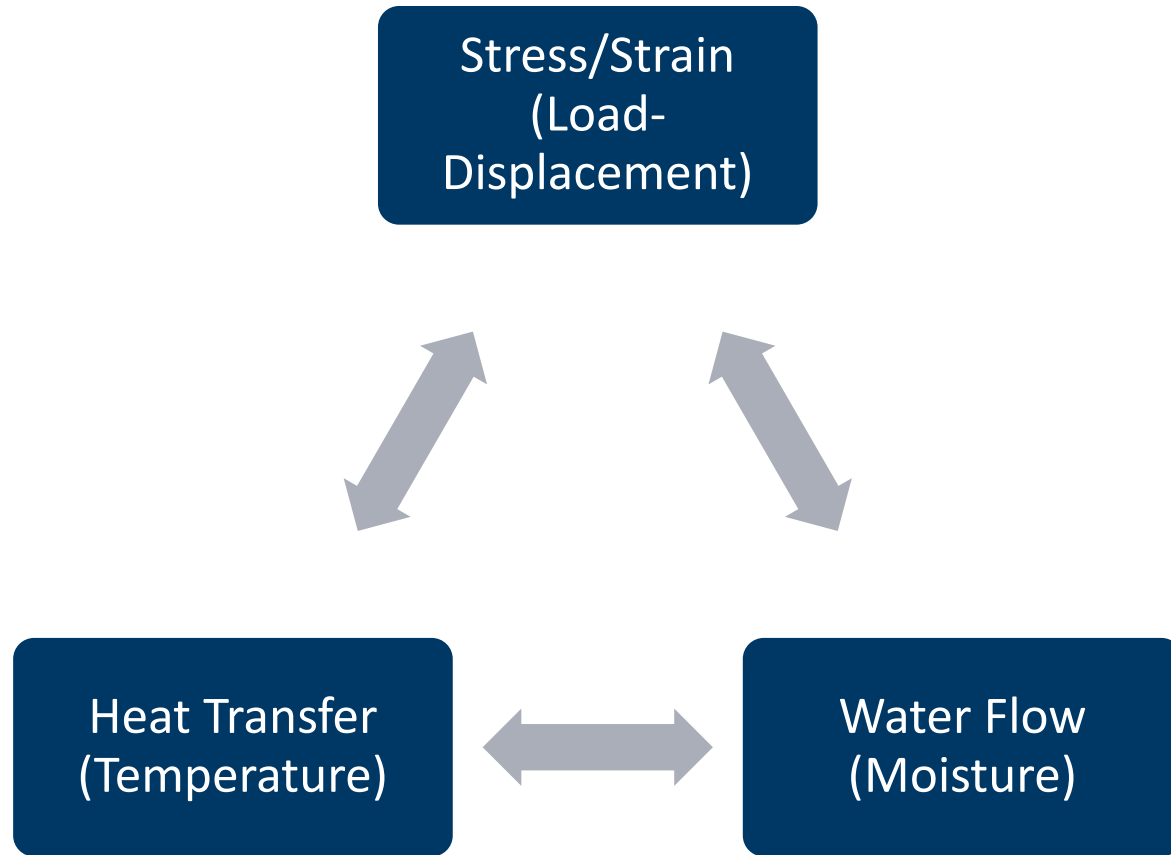 Stress/Strain
(Load-
Displacement)
Heat Transfer
(Temperature)
Water Flow
(Moisture)